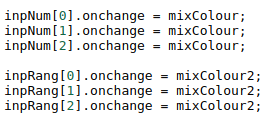 inpNum[0].onchange = mixColour;
inpNum[1].onchange = mixColour;
inpNum[2].onchange = mixColour;
inpRang[0].onchange = mixColour2;
inpRang[1].onchange = mixColour2;
inpRang[2].onchange = mixColour2;